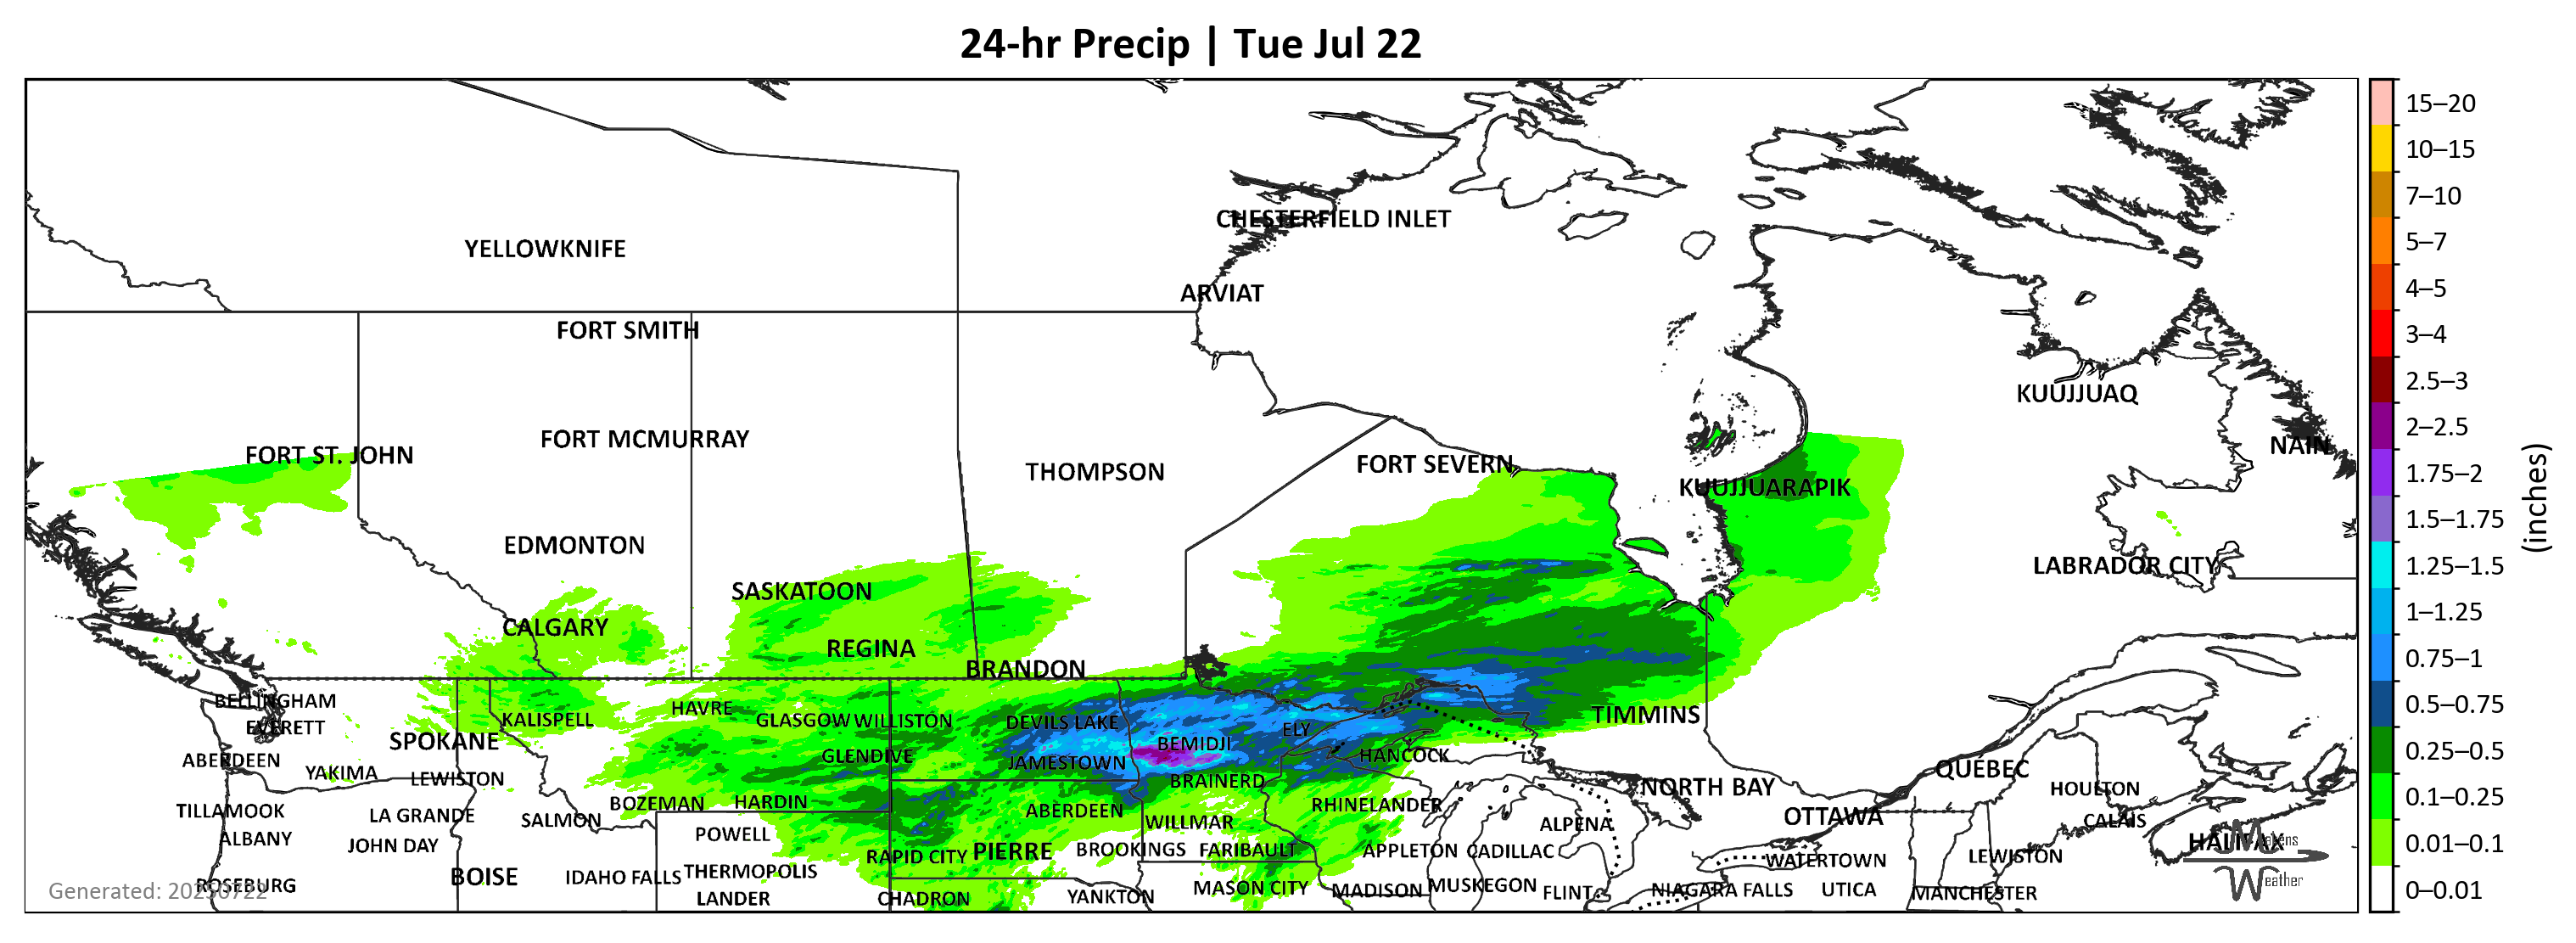 24-hr Precip | Tue Jul 22
CHESTERFIELD INLET
YELLOWKNIFE
ARVIAT
FORT SMITH
KUUJJUAQ
FORT MCMURRAY
NAIN
FORT ST. JOHN
THOMPSON
FORT SEVERN
KUUJJUARAPIK
EDMONTON
LABRADOR CITY
SASKATOON
CALGARY
REGINA
BRANDON
BELLINGHAM
HAVRE
KALISPELL
GLASGOW WILLISTON
DEVILS LAKE
TIMMINS
EVERETT
ELY
SPOKANE
BEMIDJI
ABERDEEN
GLENDIVE
JAMESTOWN
HANCOCK
QUÉBEC
YAKIMA
LEWISTON
BRAINERD
NORTH BAY
HOULTON
TILLAMOOK
LA GRANDE
SALMON
BOZEMAN
HARDIN
ABERDEEN
RHINELANDER
OTTAWA
CALAIS
ALBANY
JOHN DAY
POWELL
WILLMAR
ALPENA
HALIFAX
Matens
Weather
RAPID CITY
PIERRE
BROOKINGS
FARIBAULT
APPLETON
CADILLAC
WATERTOWN
LEWISTON
ROSEBURG
BOISE
IDAHO FALLS
THERMOPOLIS
LANDER
CHADRON
YANKTON
MASON CITY
MADISON
MUSKEGON
FLINT
NIAGARA FALLS
UTICA
MANCHESTER
Generated: 20250722
15–20
10–15
7–10
5–7
4–5
3–4
2.5–3
2–2.5
1.75–2
1.5–1.75
1.25–1.5
1–1.25
0.75–1
0.5–0.75
0.25–0.5
0.1–0.25
0.01–0.1
0–0.01
(inches)